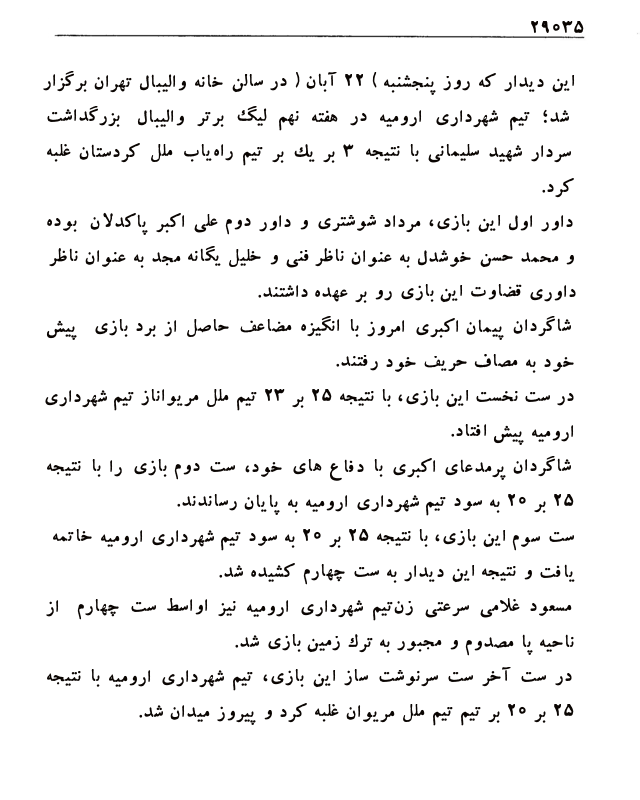 ۲۹۰۳۵
این دیدار که روز پنجشنبه ) ۲۲ آبان ( در سالن خانه والیبال تهران برگزار
شد؛ تیم شهرداری ارومیه در هفته نهم لیگ برتر والیبال بزرگداشت
سردار شهید سلیمانی با نتیجه ۳ بر یك بر تیم راه‌یاب ملل کردستان غلبه
کرد.
داور اول این بازی، مرداد شوشتری و داور دوم علی اکبر پاکدلان بوده
و محمد حسن خوشدل به عنوان ناظر فنی و خلیل یگانه مجد به عنوان ناظر
داوری قضاوت این بازی رو بر عهده داشتند.
شاگردان پیمان اکبری امروز با انگیزه مضاعف حاصل از برد بازی پیش
خود به مصاف حریف خود رفتند.
در ست نخست این بازی، با نتیجه ۲۵ بر ۲۳ تیم ملل مریواناز تیم شهرداری
ارومیه پیش افتاد.
شاگردان پرمدعای اکبری با دفاع های خود، ست دوم بازی را با نتیجه
۲۵ بر ۲۰ به سود تیم شهرداری ارومیه به پایان رساندند.
ست سوم این بازی، با نتیجه ۲۵ بر ۲۰ به سود تیم شهرداری ارومیه خاتمه
یافت و نتیجه این دیدار به ست چهارم کشیده شد.
مسعود غلامی سرعتی زن‌تیم شهرداری ارومیه نیز اواسط ست چهارم از
ناحیه پا مصدوم و مجبور به ترك زمین بازی شد.
در ست آخر ست سرنوشت ساز این بازی، تیم شهرداری ارومیه با نتیجه
۲۵ بر ۲۰ بر تیم تیم ملل مریوان غلبه کرد و پیروز میدان شد.